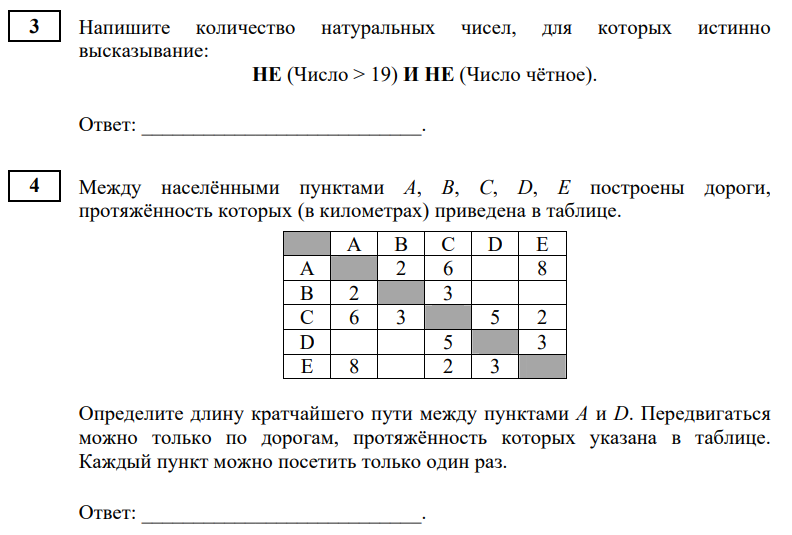 3 Напишите количество натуральных чисел, для которых истинно
высказывание:
НЕ (Число > 19) И НЕ (Число чётное).
Ответ: ____________________________.
4 Между населёнными пунктами A, B, C, D, E построены дороги,
протяжённость которых (в километрах) приведена в таблице.
A B C D E
A 2 6 8
B 2 3
C 6 3 5 2
D 5 3
E 8 2 3
Определите длину кратчайшего пути между пунктами A и D. Передвигаться
можно только по дорогам, протяжённость которых указана в таблице.
Каждый пункт можно посетить только один раз.
Ответ: ____________________________.